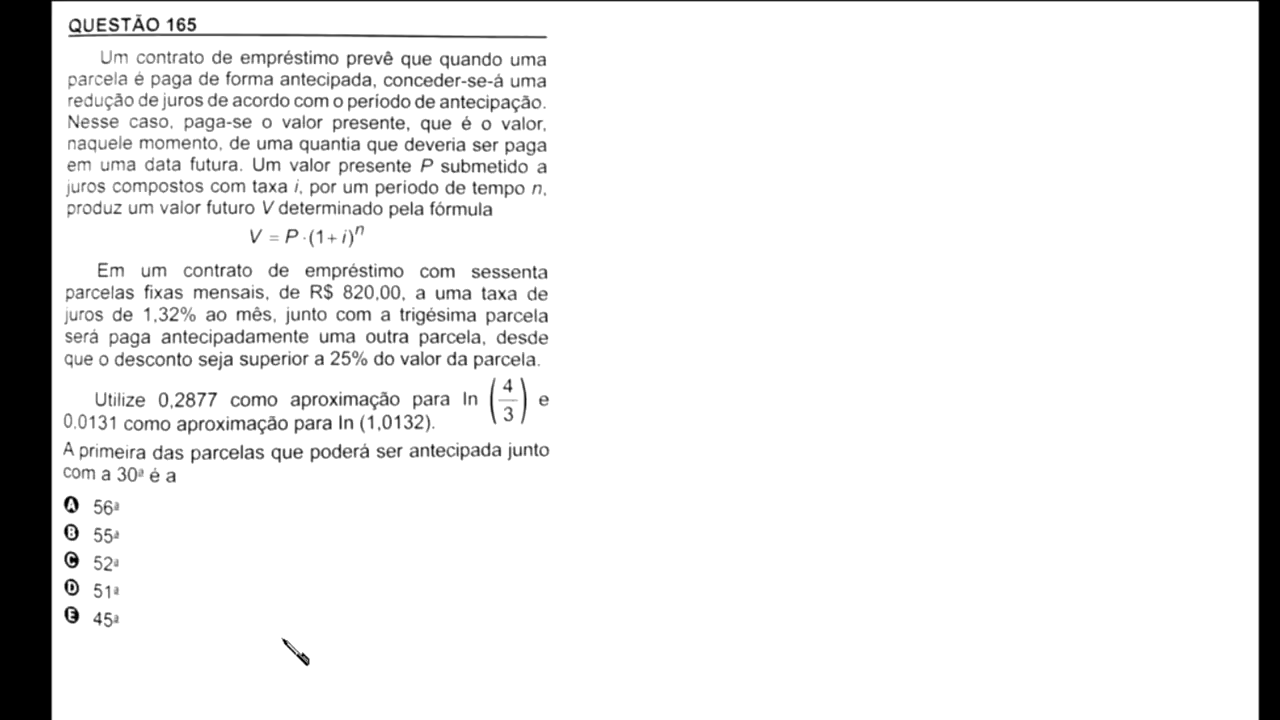 QUESTÃO 165
Um contrato de empréstimo prevê que quando uma
parcela é paga de forma antecipada, conceder-se-á uma
redução de juros de acordo com o período de antecipação.
Nesse caso, paga-se o valor presente, que é o valor,
naquele momento, de uma quantia que deveria ser paga
em uma data futura. Um valor presente P submetido a
juros compostos com taxa i, por um período de tempo n,
produz um valor futuro V determinado pela fórmula
V = P · (1 + i)^n
Em um contrato de empréstimo com sessenta
parcelas fixas mensais, de R$ 820,00, a uma taxa de
juros de 1,32% ao mês, junto com a trigésima parcela
será paga antecipadamente uma outra parcela, desde
que o desconto seja superior a 25% do valor da parcela.
Utilize 0,2877 como aproximação para ln (4/3) e
0,0131 como aproximação para ln (1,0132).
A primeira das parcelas que poderá ser antecipada junto
com a 30ª é a
A 56ª
B 55ª
C 52ª
D 51ª
E 45ª